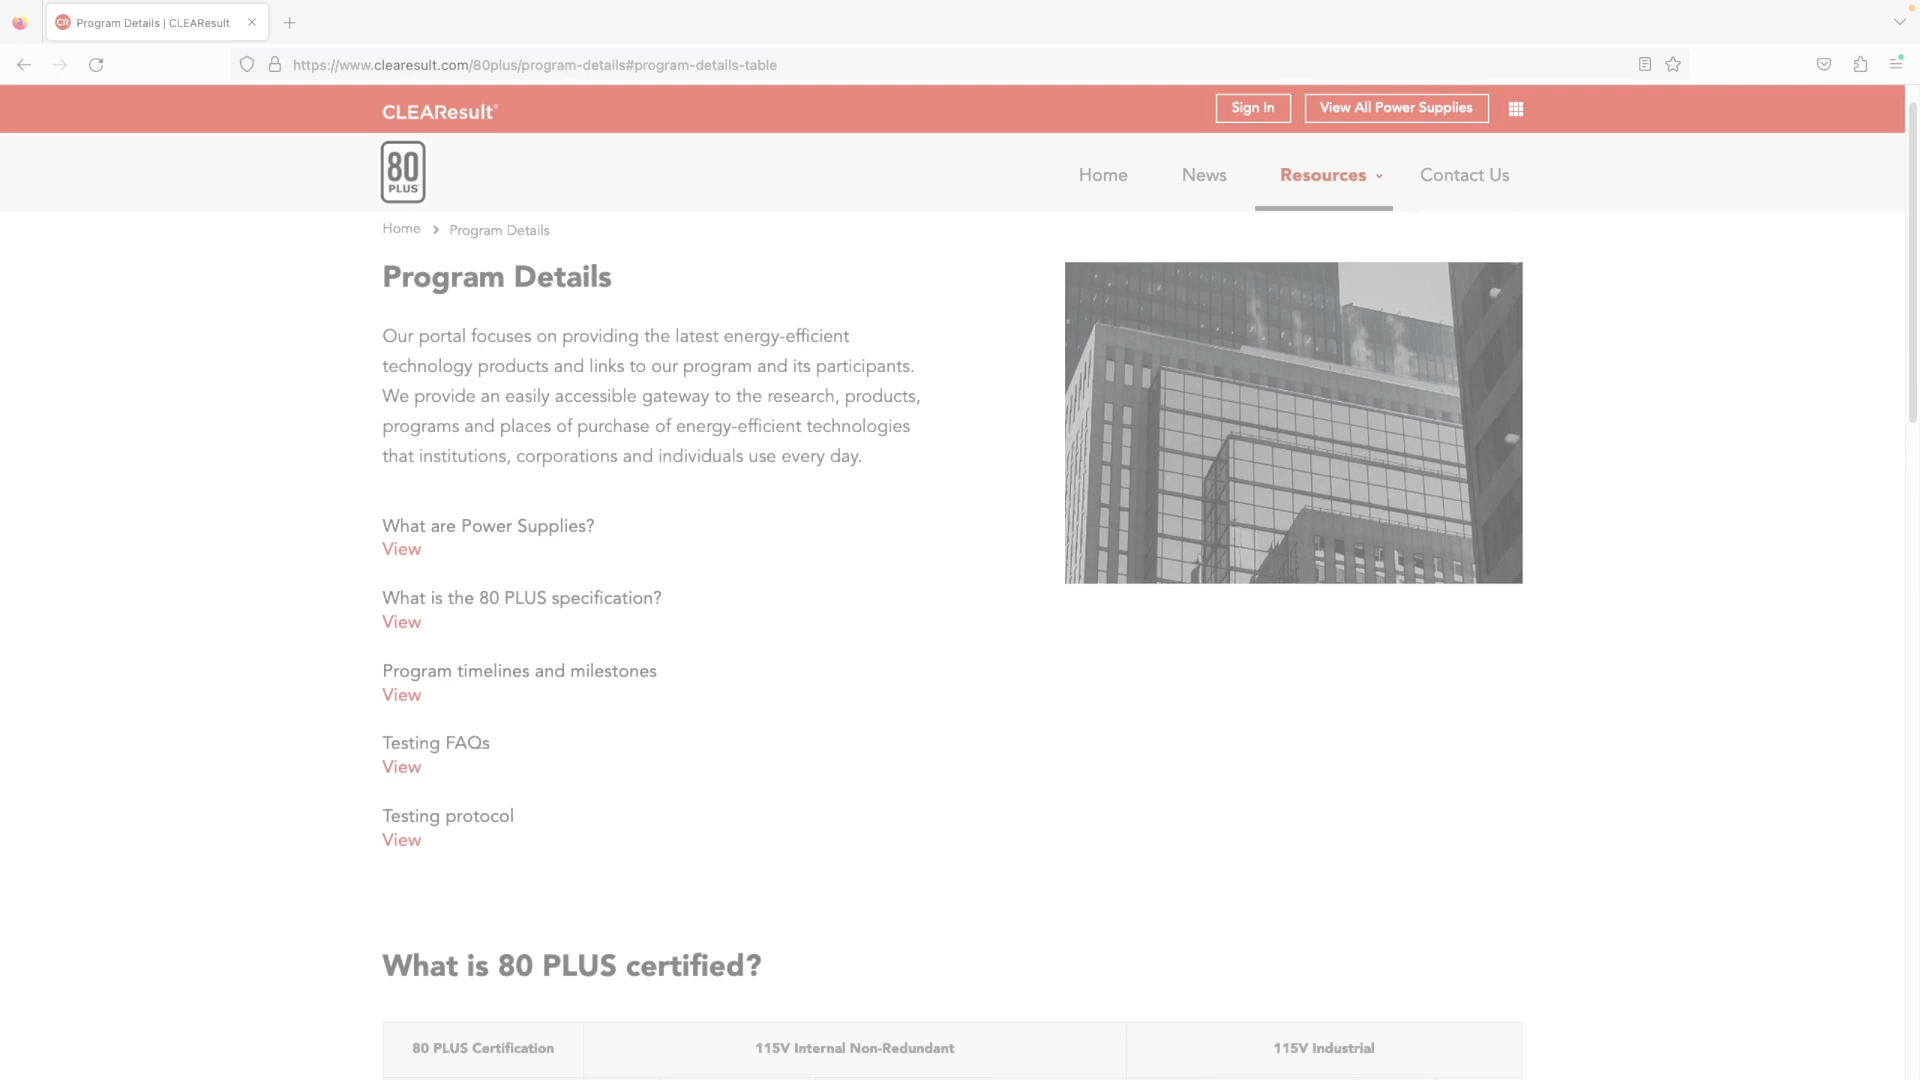 Program Details | CLEAResult
https://www.clearesult.com/80plus/program-details#program-details-table
CLEAResult®
Sign In
View All Power Supplies
80
PLUS
Home
News
Resources
Contact Us
Home > Program Details
Program Details
Our portal focuses on providing the latest energy-efficient
technology products and links to our program and its participants.
We provide an easily accessible gateway to the research, products,
programs and places of purchase of energy-efficient technologies
that institutions, corporations and individuals use every day.
What are Power Supplies?
View
What is the 80 PLUS specification?
View
Program timelines and milestones
View
Testing FAQs
View
Testing protocol
View
What is 80 PLUS certified?
80 PLUS Certification
115V Internal Non-Redundant
115V Industrial